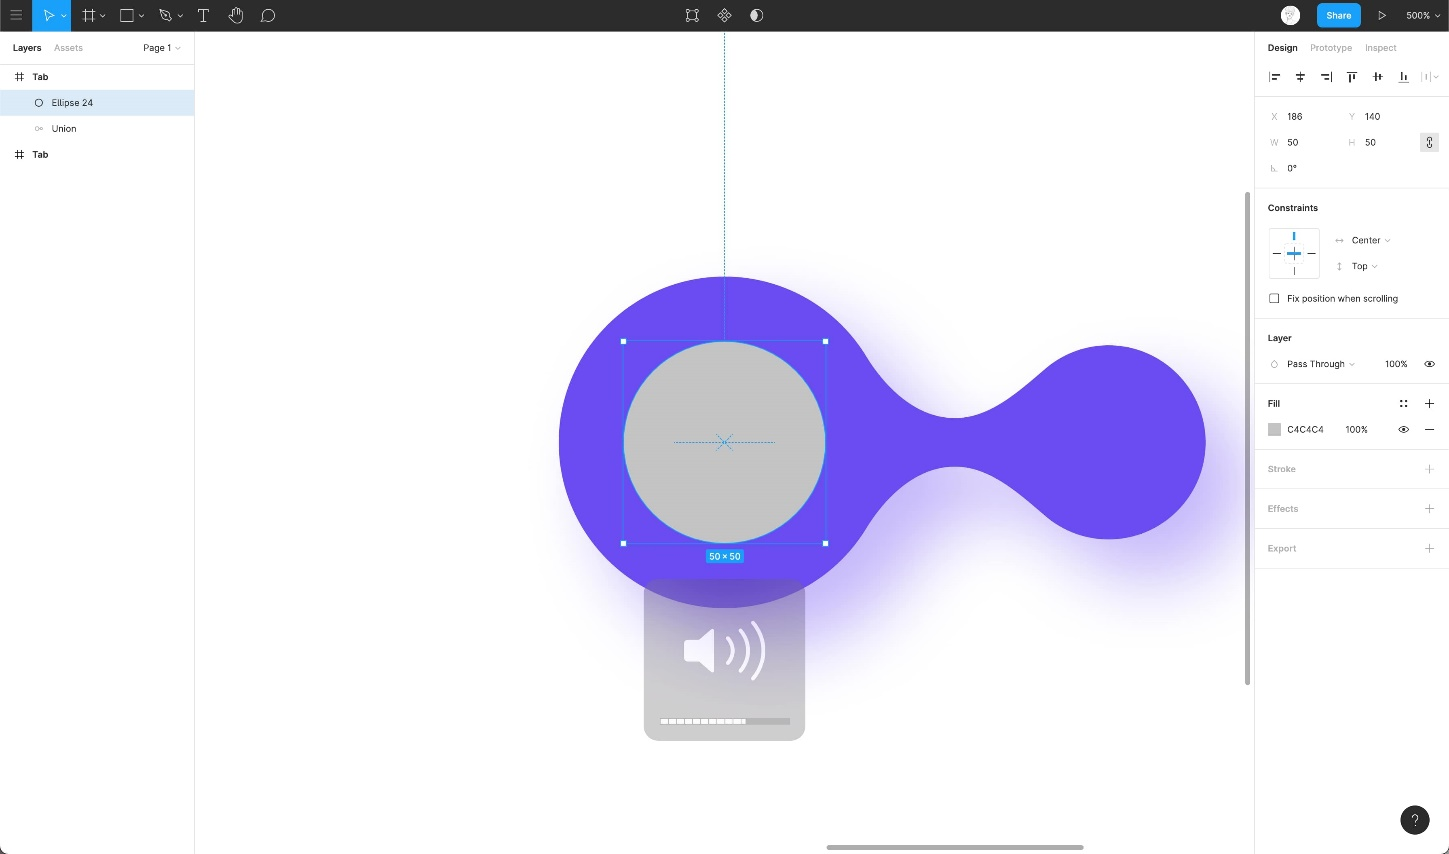 Share
500%
Layers Assets Page 1
Tab
Ellipse 24
Union
Tab
50 × 50
Design Prototype Inspect
X 186 Y 140
W 50 H 50
0°
Constraints
Center
Top
Fix position when scrolling
Layer
Pass Through 100%
Fill
C4C4C4 100%
Stroke
Effects
Export
?